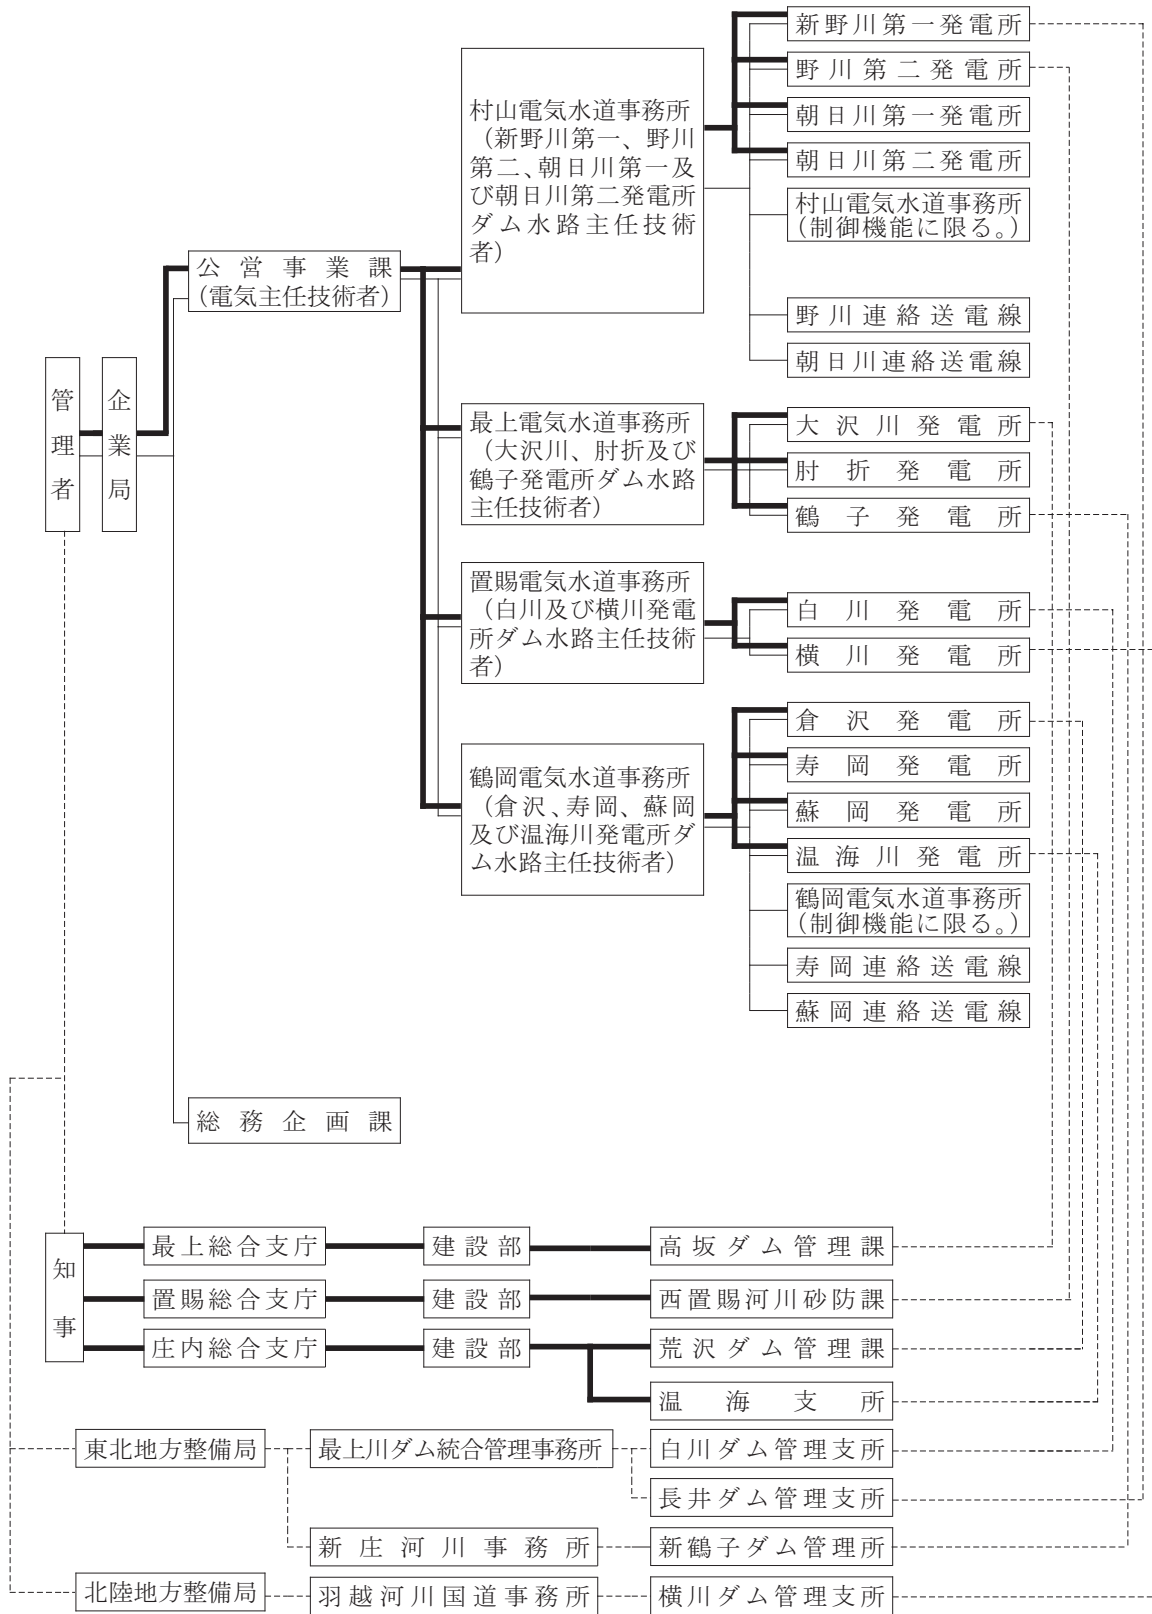 管理者
企業局
公営事業課
(電気主任技術者)
総務企画課
村山電気水道事務所
（新野川第一、野川
第二、朝日川第一及
び朝日川第二発電所
ダム水路主任技術
者）
新野川第一発電所
野川第二発電所
朝日川第一発電所
朝日川第二発電所
村山電気水道事務所
(制御機能に限る。)
野川連絡送電線
朝日川連絡送電線
最上電気水道事務所
（大沢川、肘折及び
鶴子発電所ダム水路
主任技術者）
大沢川発電所
肘折発電所
鶴子発電所
置賜電気水道事務所
（白川及び横川発電
所ダム水路主任技術
者）
白川発電所
横川発電所
鶴岡電気水道事務所
（倉沢、寿岡、蘇岡
及び温海川発電所ダ
ム水路主任技術者）
倉沢発電所
寿岡発電所
蘇岡発電所
温海川発電所
鶴岡電気水道事務所
(制御機能に限る。)
寿岡連絡送電線
蘇岡連絡送電線
知事
最上総合支庁
建設部
高坂ダム管理課
置賜総合支庁
建設部
西置賜河川砂防課
庄内総合支庁
建設部
荒沢ダム管理課
温海支所
東北地方整備局
最上川ダム統合管理事務所
白川ダム管理支所
長井ダム管理支所
新庄河川事務所
新鶴子ダム管理所
北陸地方整備局
羽越河川国道事務所
横川ダム管理支所